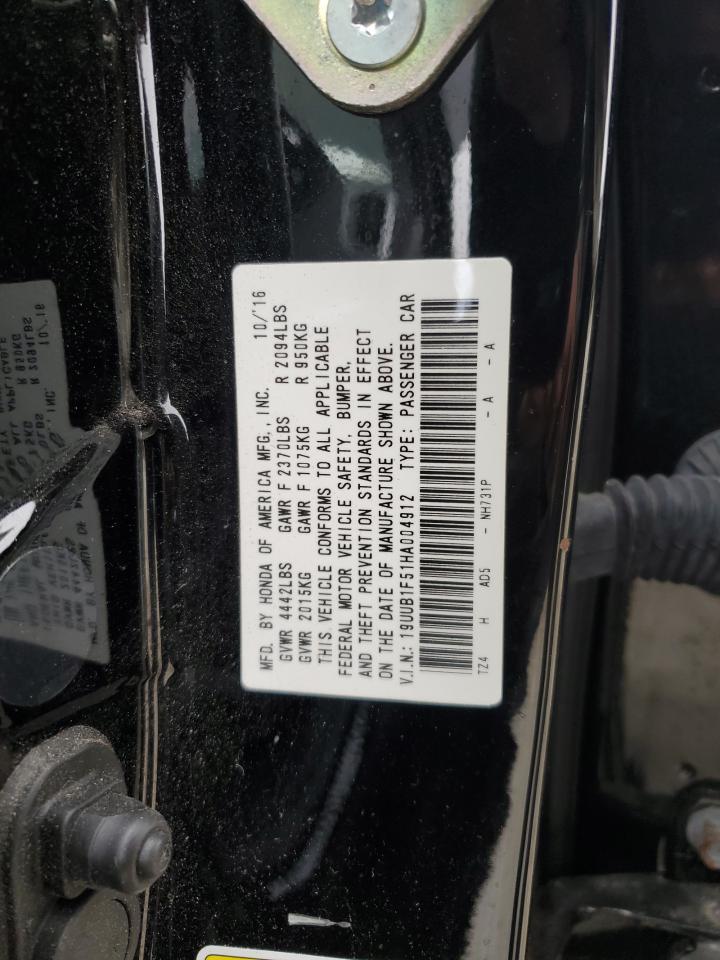 MFD. BY HONDA OF AMERICA MFG., INC. 10/'16
GVWR 4442LBS GAWR F 2370LBS R 2094LBS
GVWR 2015KG GAWR F 1075KG R 950KG
THIS VEHICLE CONFORMS TO ALL APPLICABLE
FEDERAL MOTOR VEHICLE SAFETY, BUMPER,
AND THEFT PREVENTION STANDARDS IN EFFECT
ON THE DATE OF MANUFACTURE SHOWN ABOVE.
V.I.N.: 19UUB1F51HA004912 TYPE: PASSENGER CAR
TZ4 H AD5 - NH731P - A - A